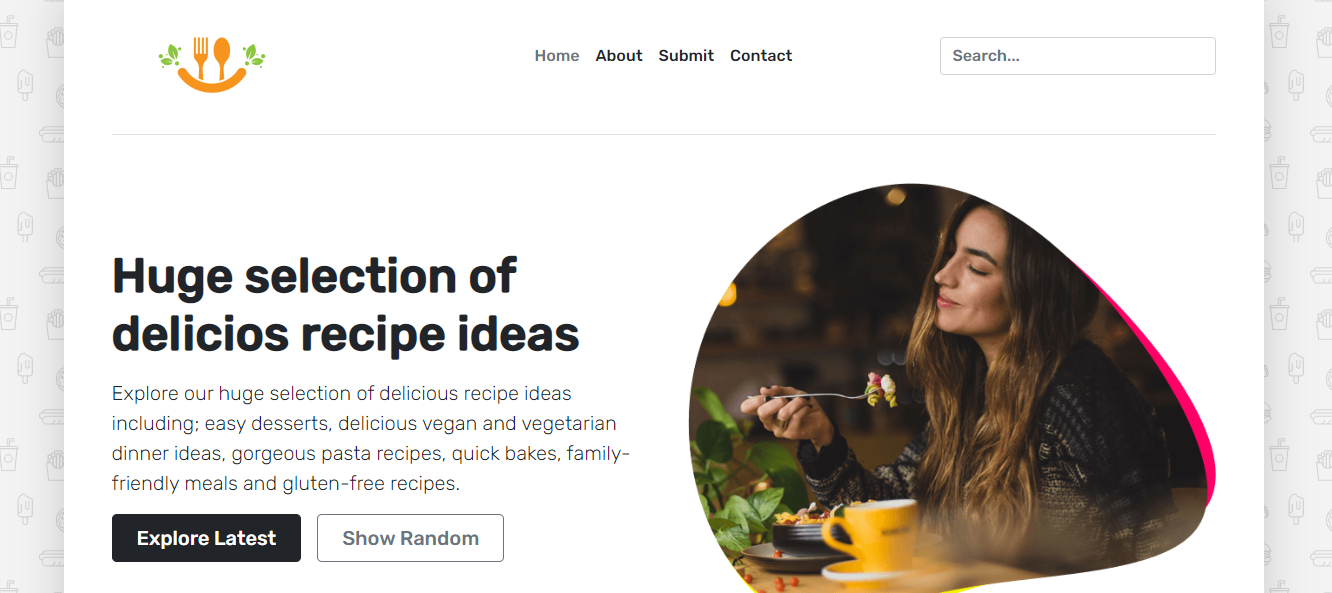 Home About Submit Contact
Search...
Huge selection of
delicios recipe ideas
Explore our huge selection of delicious recipe ideas
including; easy desserts, delicious vegan and vegetarian
dinner ideas, gorgeous pasta recipes, quick bakes, family-
friendly meals and gluten-free recipes.
Explore Latest Show Random